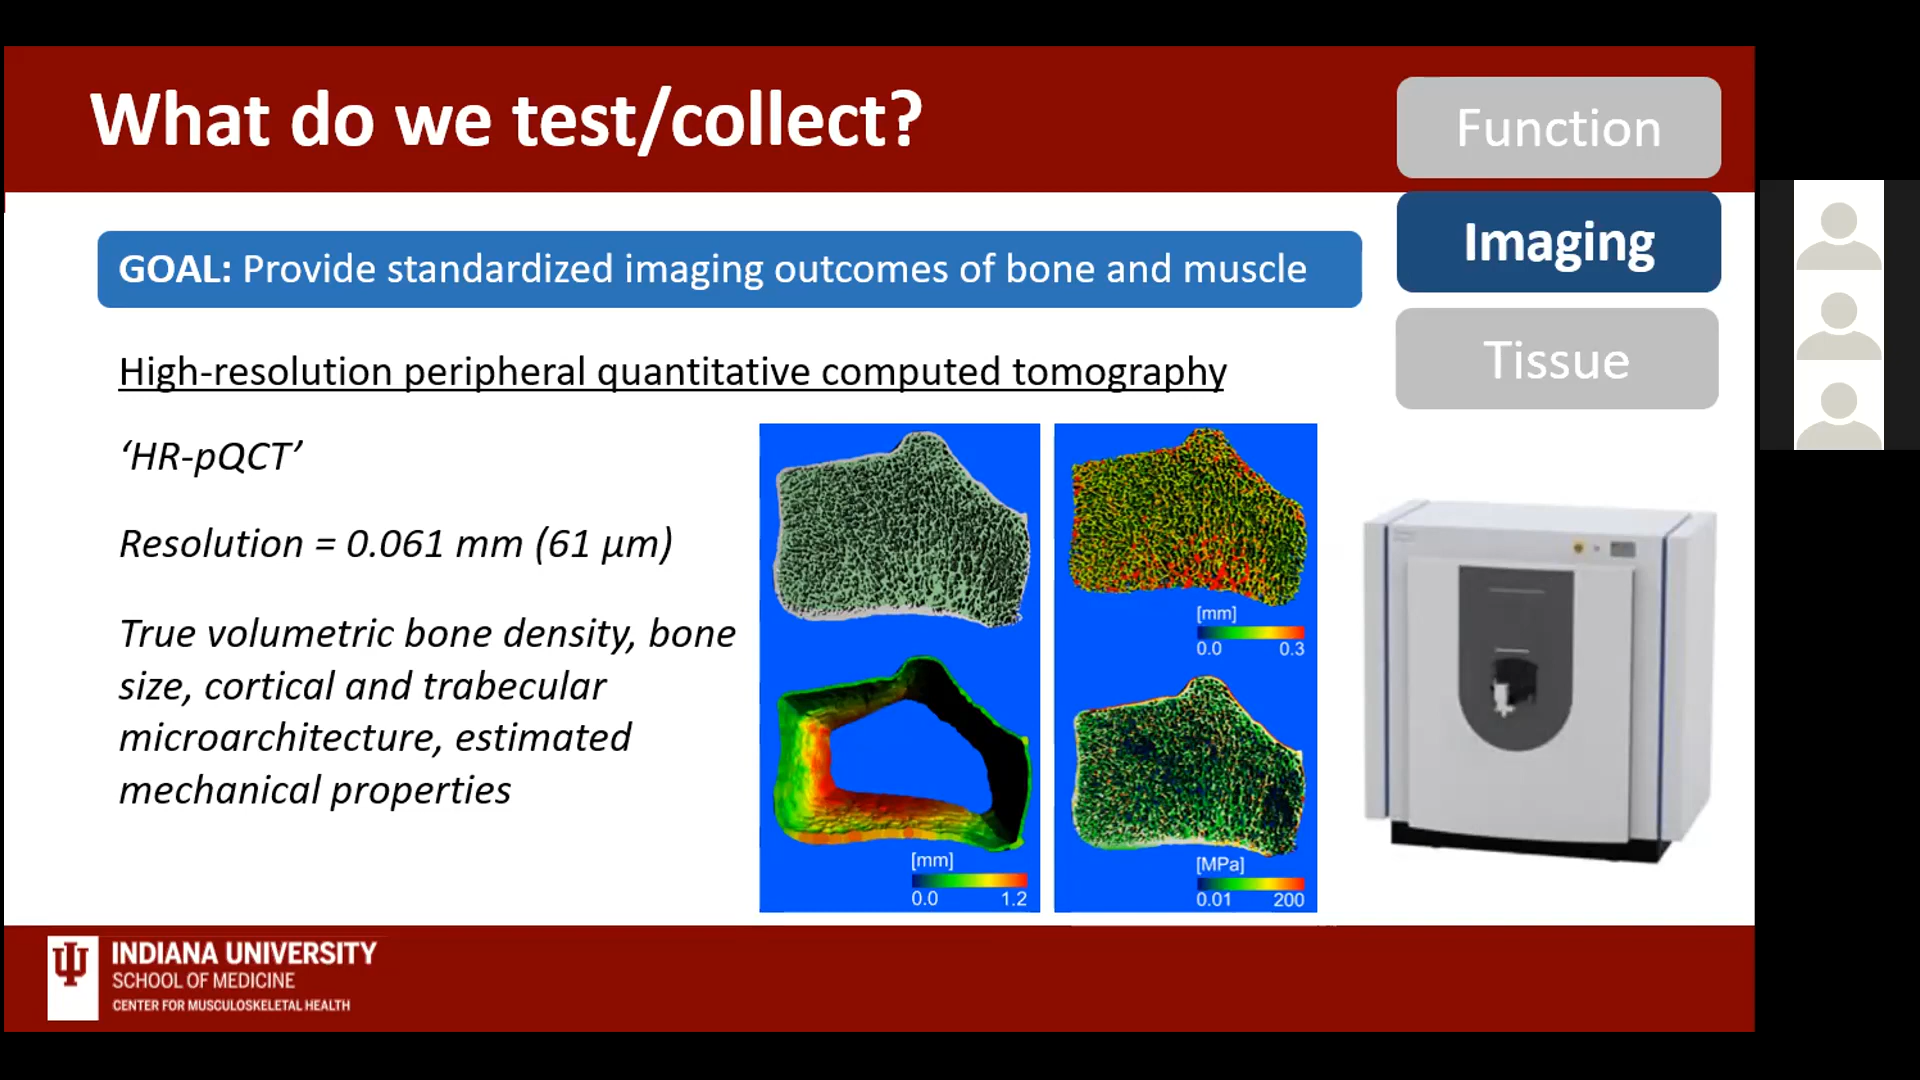 What do we test/collect?
Function
Imaging
Tissue
GOAL: Provide standardized imaging outcomes of bone and muscle
High-resolution peripheral quantitative computed tomography
‘HR-pQCT’
Resolution = 0.061 mm (61 µm)
True volumetric bone density, bone
size, cortical and trabecular
microarchitecture, estimated
mechanical properties
[mm]
0.0 0.3
[mm]
0.0 1.2
[MPa]
0.01 200
INDIANA UNIVERSITY
SCHOOL OF MEDICINE
CENTER FOR MUSCULOSKELETAL HEALTH